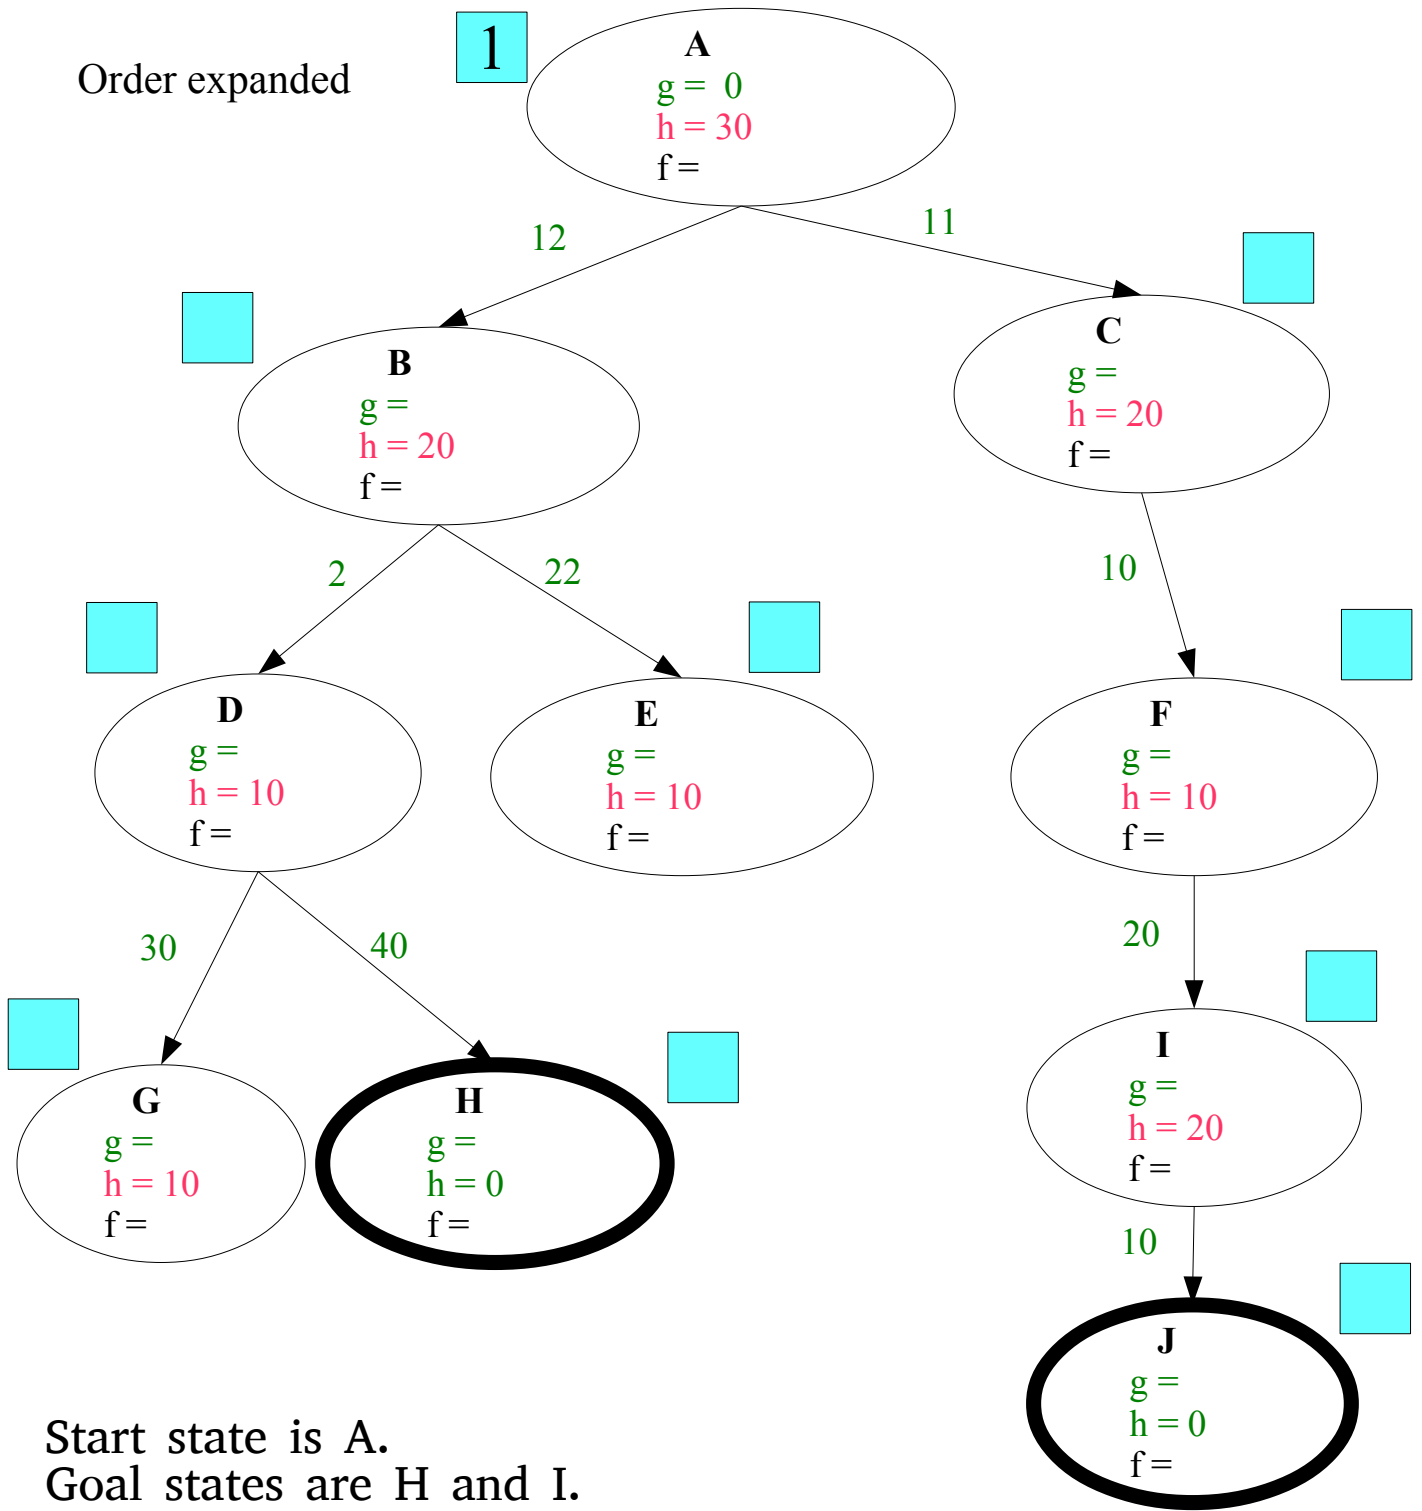 Order expanded
1
A
g = 0
h = 30
f =
12
11
B
g =
h = 20
f =
C
g =
h = 20
f =
2
22
10
D
g =
h = 10
f =
E
g =
h = 10
f =
F
g =
h = 10
f =
30
40
20
G
g =
h = 10
f =
H
g =
h = 0
f =
I
g =
h = 20
f =
10
J
g =
h = 0
f =
Start state is A.
Goal states are H and I.